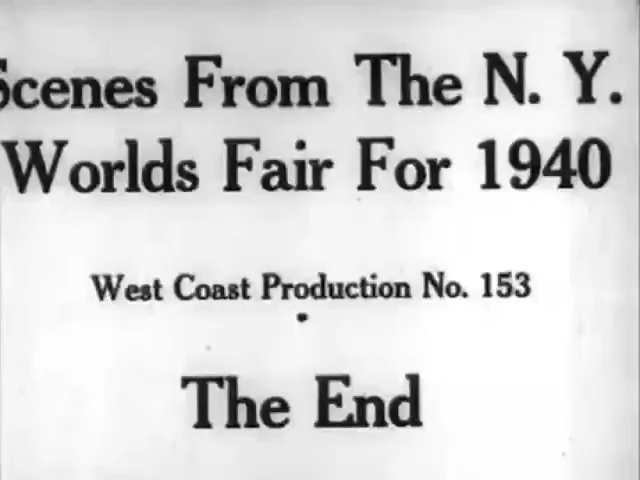 Scenes From The N. Y.
Worlds Fair For 1940
West Coast Production No. 153
The End